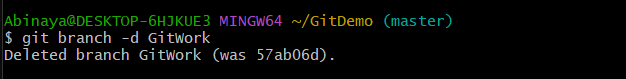 Abinaya@DESKTOP-6HJKUE3 MINGW64 ~/GitDemo (master)
$ git branch -d GitWork
Deleted branch GitWork (was 57ab06d).